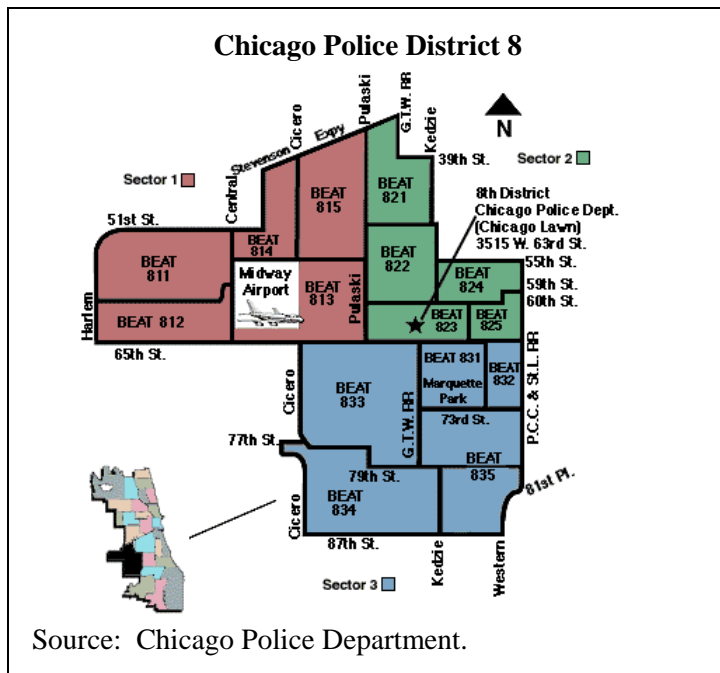 Chicago Police District 8
Cicero
Stevenson Expy
Pulaski
G.T.W. RR
Kedzie
N
39th St.
Sector 2
Sector 1
Central
51st St.
BEAT
815
BEAT
821
8th District
Chicago Police Dept.
(Chicago Lawn)
3515 W. 63rd St.
BEAT
814
BEAT
811
Midway
Airport
BEAT
822
55th St.
BEAT
824
59th St.
60th St.
BEAT
813
Pulaski
Harlem
BEAT 812
BEAT
823
BEAT
825
65th St.
P.C.C. & St.L. RR
Cicero
BEAT
833
G.T.W. RR
BEAT 831
Marquette
Park
BEAT
832
73rd St.
77th St.
79th St.
BEAT
835
81st Pl.
Cicero
BEAT
834
87th St.
Kedzie
Western
Sector 3
Source: Chicago Police Department.